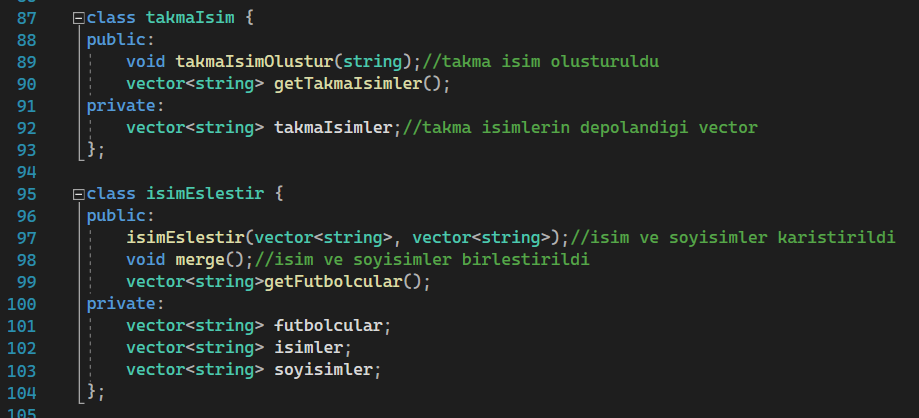 87 class takmaIsim {
88 public:
89 void takmaIsimOlustur(string);//takma isim olusturuldu
90 vector<string> getTakmaIsimler();
91 private:
92 vector<string> takmaIsimler;//takma isimlerin depolandigi vector
93 };
94
95 class isimEslestir {
96 public:
97 isimEslestir(vector<string>, vector<string>);//isim ve soyisimler karistirildi
98 void merge();//isim ve soyisimler birlestirildi
99 vector<string>getFutbolcular();
100 private:
101 vector<string> futbolcular;
102 vector<string> isimler;
103 vector<string> soyisimler;
104 };
105